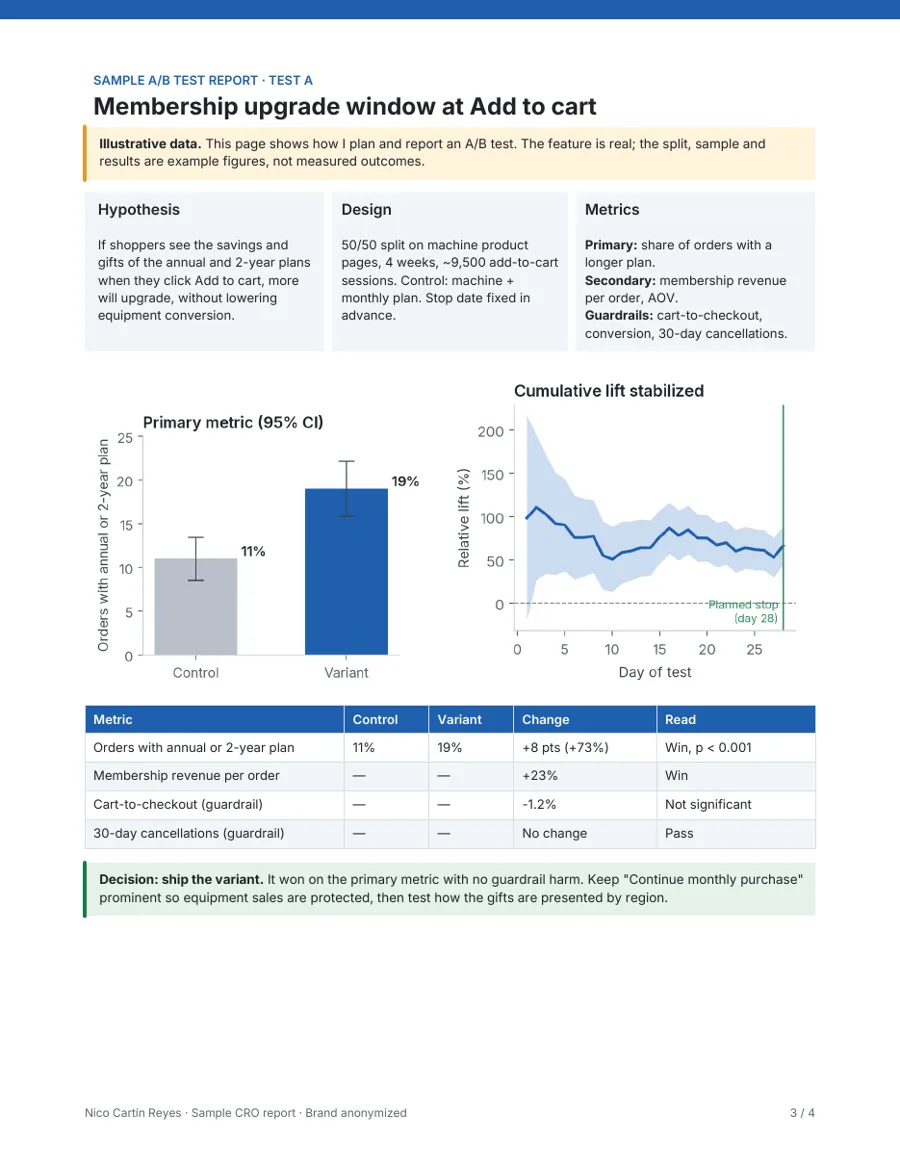 SAMPLE A/B TEST REPORT · TEST A
Membership upgrade window at Add to cart
Illustrative data. This page shows how I plan and report an A/B test. The feature is real; the split, sample and
results are example figures, not measured outcomes.
Hypothesis
If shoppers see the savings and
gifts of the annual and 2-year plans
when they click Add to cart, more
will upgrade, without lowering
equipment conversion.
Design
50/50 split on machine product
pages, 4 weeks, ~9,500 add-to-cart
sessions. Control: machine +
monthly plan. Stop date fixed in
advance.
Metrics
Primary: share of orders with a
longer plan.
Secondary: membership revenue
per order, AOV.
Guardrails: cart-to-checkout,
conversion, 30-day cancellations.
Primary metric (95% CI)
Orders with annual or 2-year plan
25
20
15
10
5
0
11%
19%
Control
Variant
Cumulative lift stabilized
Relative lift (%)
200
150
100
50
0
Planned stop
(day 28)
0 5 10 15 20 25
Day of test
Metric Control Variant Change Read
Orders with annual or 2-year plan 11% 19% +8 pts (+73%) Win, p < 0.001
Membership revenue per order — — +23% Win
Cart-to-checkout (guardrail) — — -1.2% Not significant
30-day cancellations (guardrail) — — No change Pass
Decision: ship the variant. It won on the primary metric with no guardrail harm. Keep "Continue monthly purchase"
prominent so equipment sales are protected, then test how the gifts are presented by region.
Nico Cartín Reyes · Sample CRO report · Brand anonymized
3 / 4